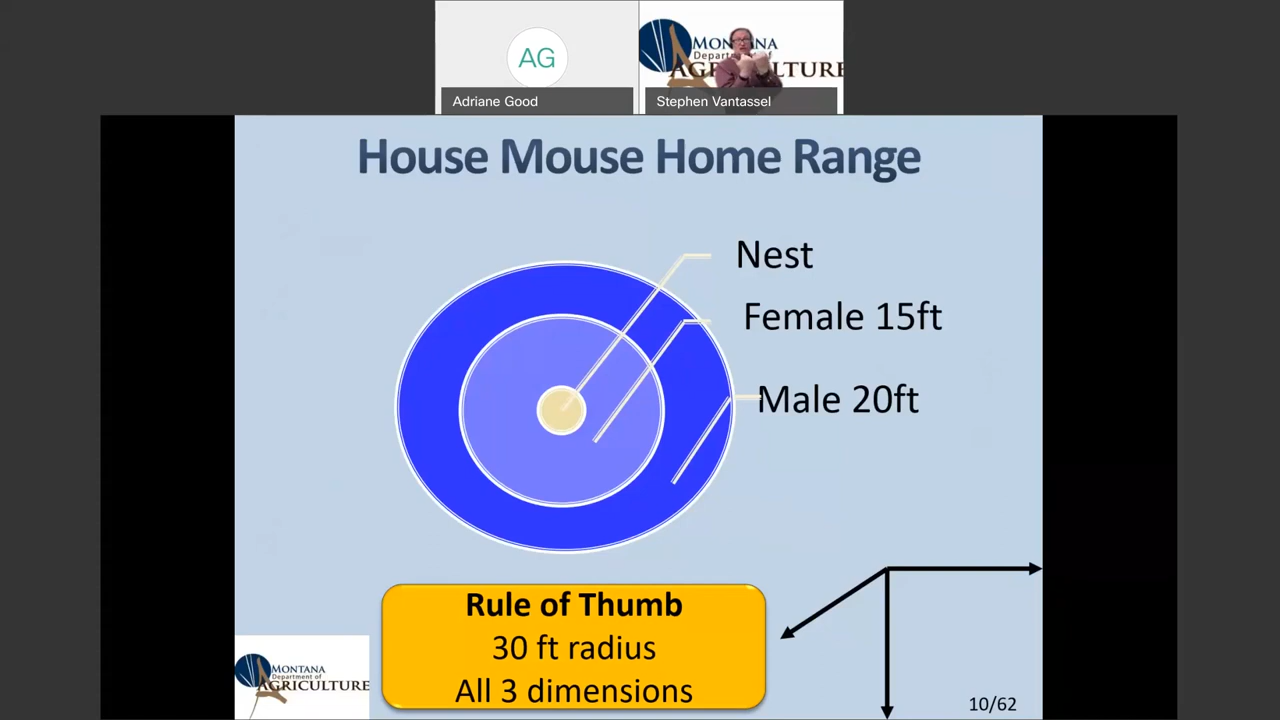 AG
Adriane Good
MONTANA
Department of
AGRICULTURE
Stephen Vantassel
House Mouse Home Range
Nest
Female 15ft
Male 20ft
Rule of Thumb
30 ft radius
All 3 dimensions
MONTANA
Department of
AGRICULTURE
10/62